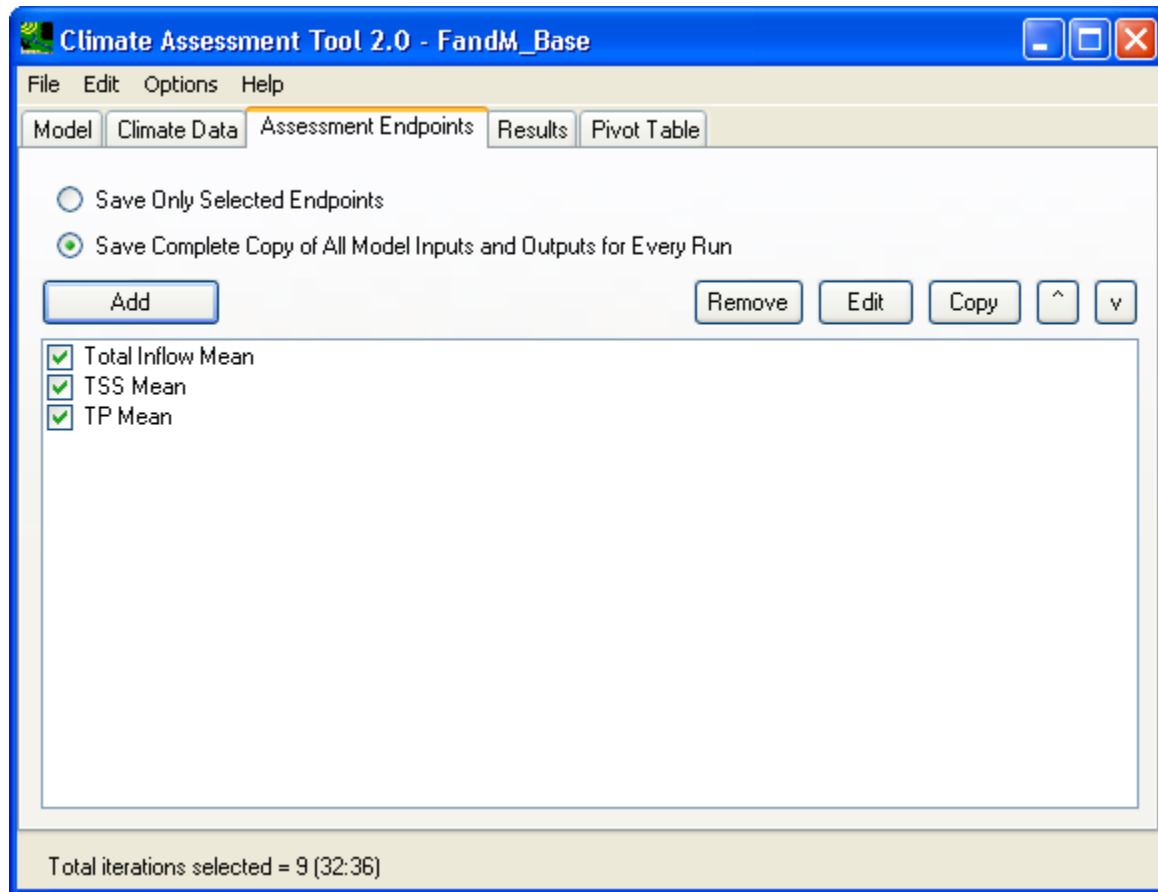 Climate Assessment Tool 2.0 - FandM_Base
File Edit Options Help
Model Climate Data Assessment Endpoints Results Pivot Table
Save Only Selected Endpoints
Save Complete Copy of All Model Inputs and Outputs for Every Run
Add Remove Edit Copy ^ v
Total Inflow Mean
TSS Mean
TP Mean
Total iterations selected = 9 (32:36)